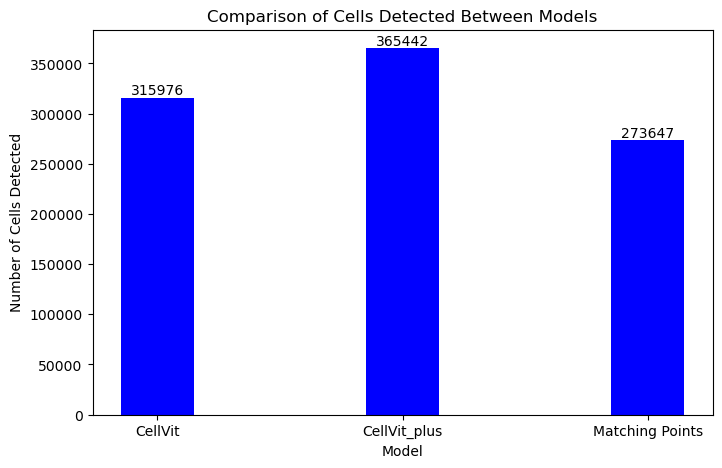 Comparison of Cells Detected Between Models
365442
315976
273647
350000
300000
250000
200000
150000
100000
50000
0
Number of Cells Detected
CellVit
CellVit_plus
Matching Points
Model